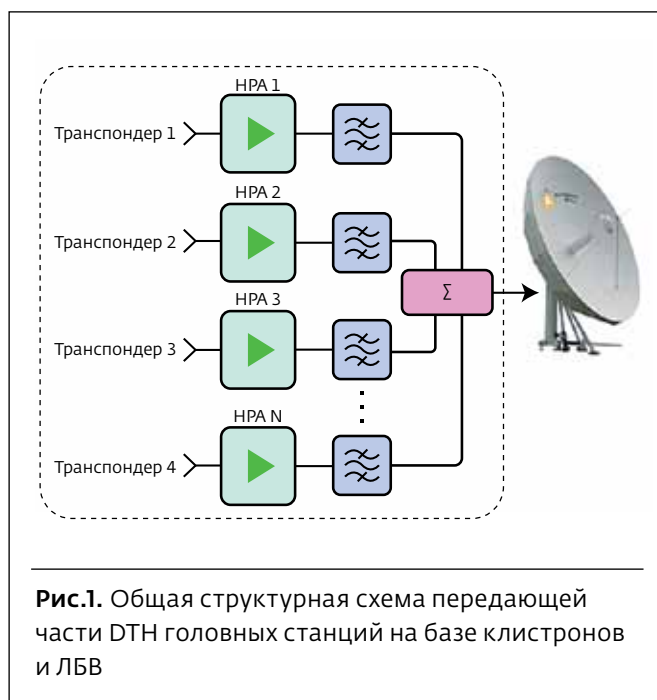 HPA 1
Транспондер 1
HPA 2
Транспондер 2
Σ
HPA 3
Транспондер 3
HPA N
Транспондер 4
Рис.1. Общая структурная схема передающей
части DTH головных станций на базе клистронов
и ЛБВ